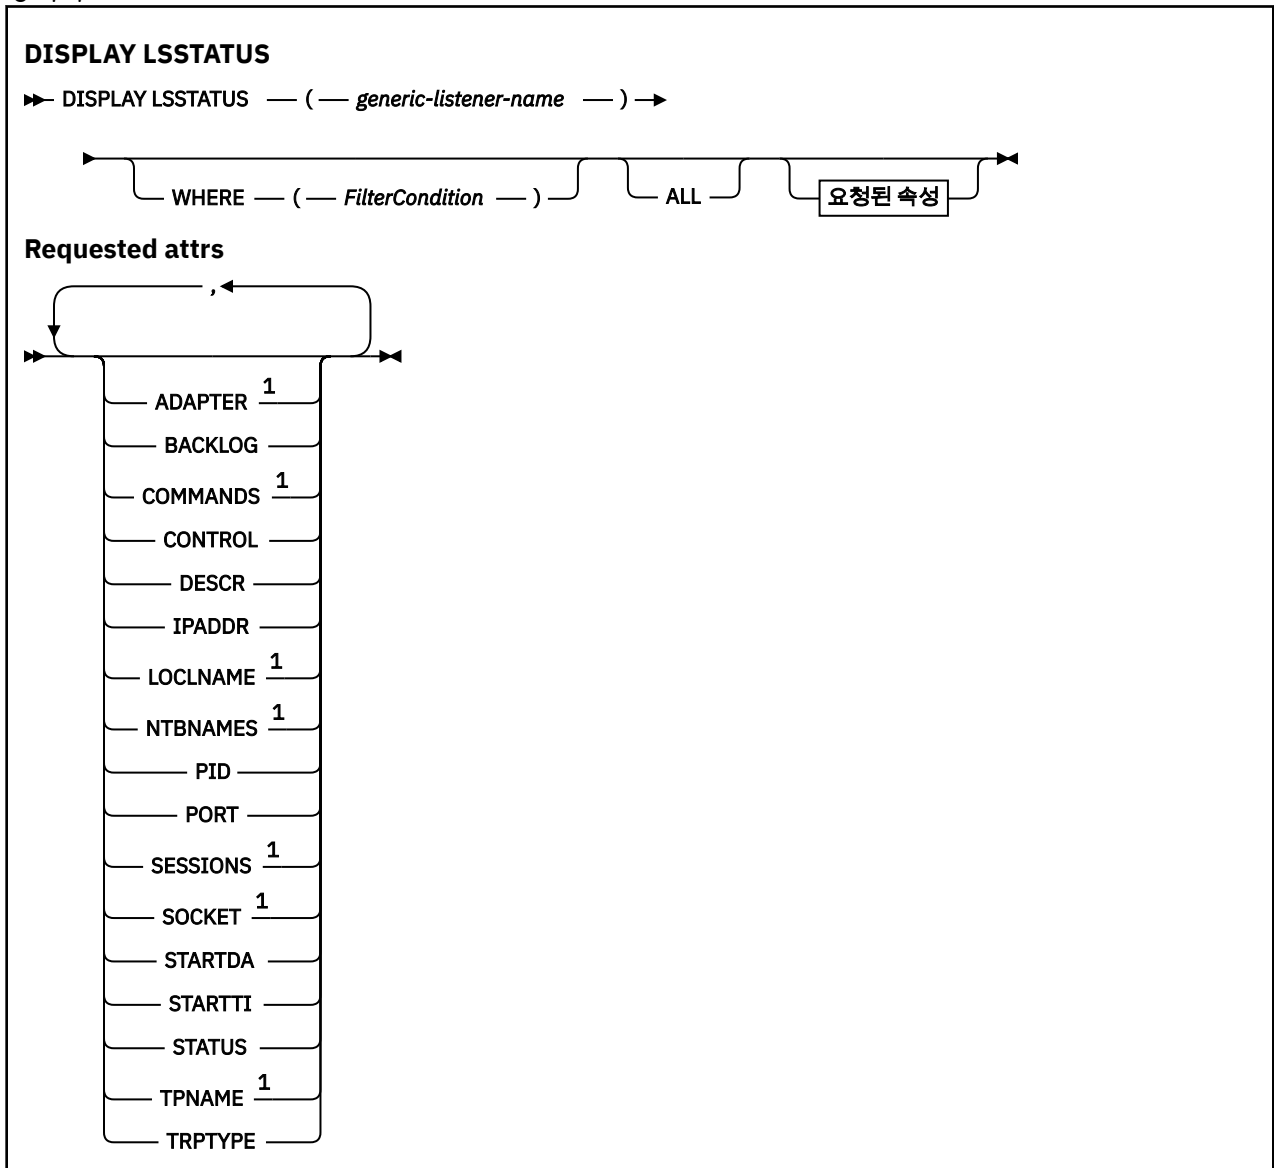 DISPLAY LSSTATUS
DISPLAY LSSTATUS ( generic-listener-name )
WHERE ( FilterCondition ) ALL 요청된 속성
Requested attrs
,
ADAPTER 1
BACKLOG
COMMANDS 1
CONTROL
DESCR
IPADDR
LOCLNAME 1
NTBNAMES 1
PID
PORT
SESSIONS 1
SOCKET 1
STARTDA
STARTTI
STATUS
TPNAME 1
TRPTYPE